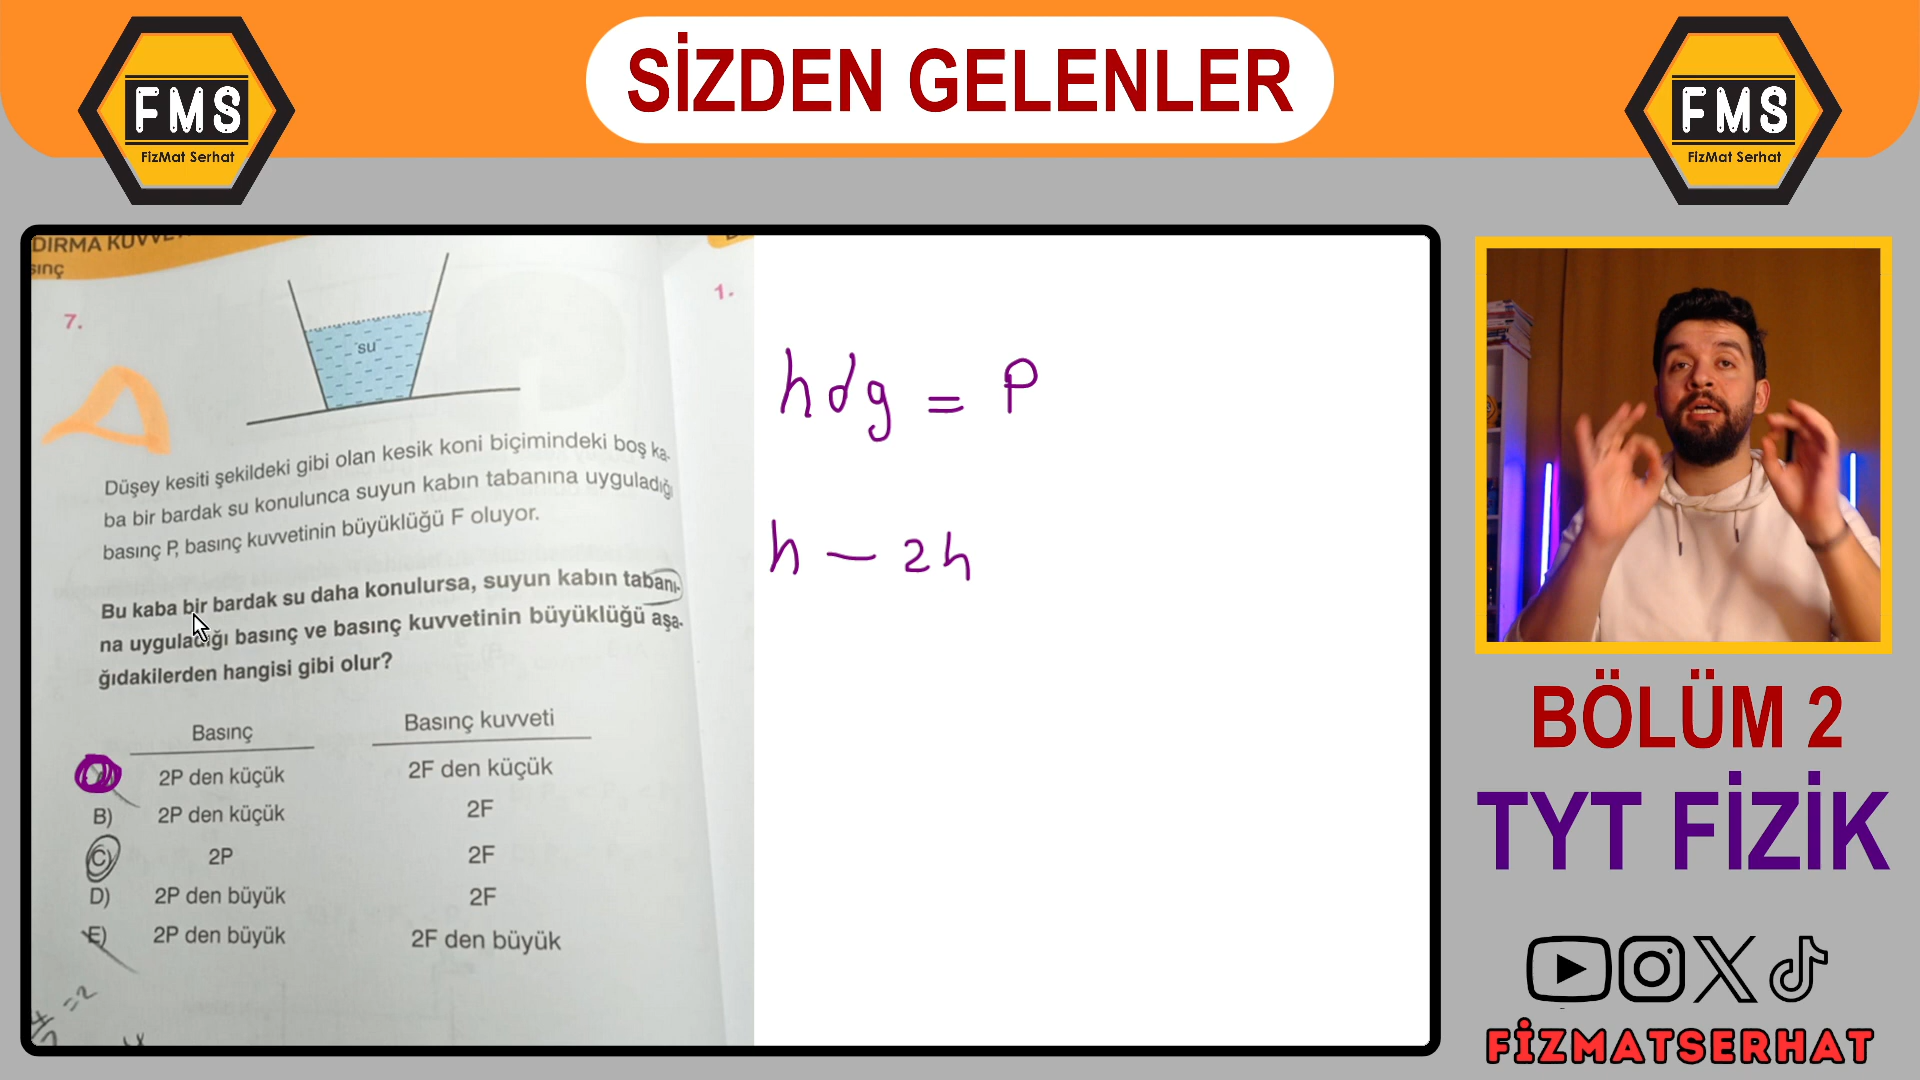 SİZDEN GELENLER
FMS
FizMat Serhat
FMS
FizMat Serhat
DIRMA
sınç
7.
1.
su
Düşey kesiti şekildeki gibi olan kesik koni biçimindeki boş ka-
ba bir bardak su konulunca suyun kabın tabanına uyguladığı
basınç P, basınç kuvvetinin büyüklüğü F oluyor.
Bu kaba bir bardak su daha konulursa, suyun kabın tabanı-
na uyguladığı basınç ve basınç kuvvetinin büyüklüğü aşa-
ğıdakilerden hangisi gibi olur?
Basınç Basınç kuvveti
2P den küçük 2F den küçük
B) 2P den küçük 2F
C) 2P 2F
D) 2P den büyük 2F
E) 2P den büyük 2F den büyük
=2
hdg = P
h — 2h
BÖLÜM 2
TYT FİZİK
FİZMATSERHAT